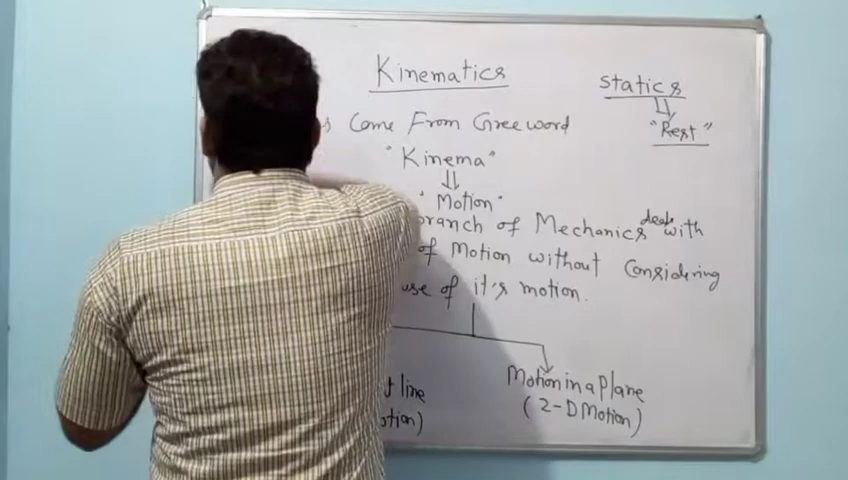 Kinematics
statics
"Rest"
s Come From Greeword
"Kinema"
"Motion"
branch of Mechanics deals with
of Motion without Considering
use of it's motion.
t line
Motion in a Plane
otion)
(2-D Motion)